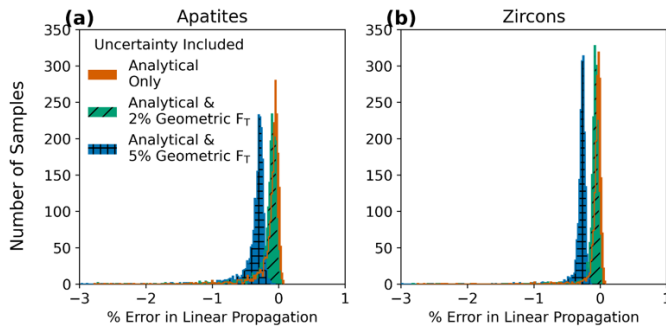 (a) Apatites
Number of Samples
350
300
250
200
150
100
50
0
Uncertainty Included
Analytical
Only
Analytical &
2% Geometric F_T
Analytical &
5% Geometric F_T
−3 −2 −1 0 1
% Error in Linear Propagation
(b) Zircons
350
300
250
200
150
100
50
0
−3 −2 −1 0 1
% Error in Linear Propagation